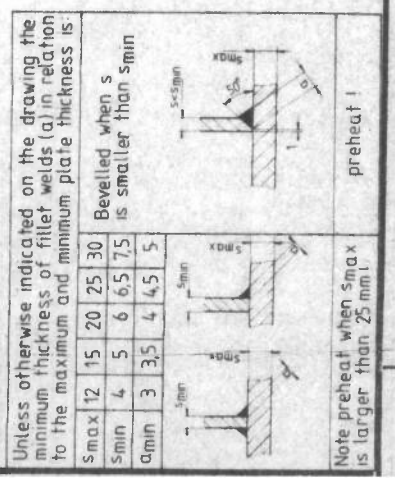 Unless otherwise indicated on the drawing the
minimum thickness of fillet welds (a) in relation
to the maximum and minimum plate thickness is:
smax 12 15 20 25 30
smin 4 5 6 6,5 7,5
amin 3 3,5 4 4,5 5
Bevelled when s
is smaller than smin
smin
smax
a
smin
smax
a
s<smin
smax
50°
a
1
Note preheat when smax
is larger than 25 mm!
preheat !